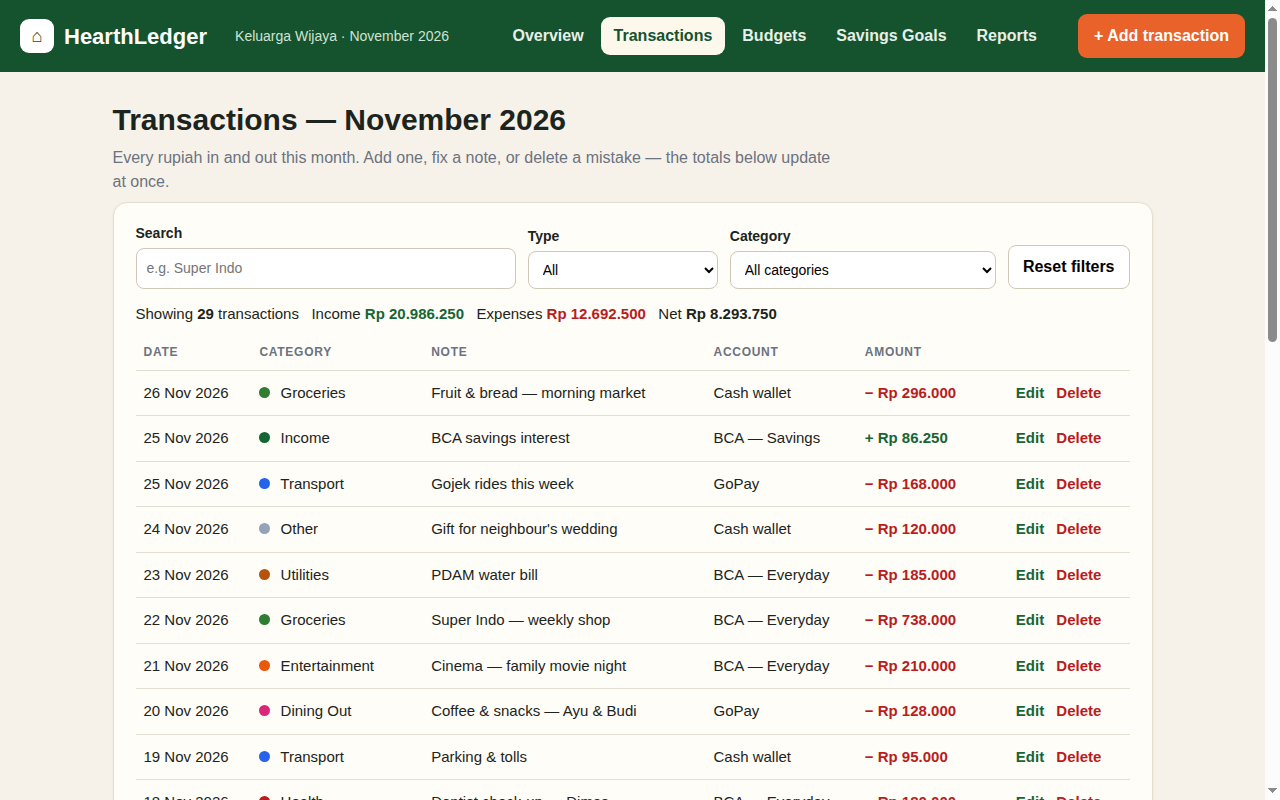 HearthLedger
Keluarga Wijaya · November 2026
Overview
Transactions
Budgets
Savings Goals
Reports
+ Add transaction
Transactions — November 2026
Every rupiah in and out this month. Add one, fix a note, or delete a mistake — the totals below update
at once.
Search
Type
Category
e.g. Super Indo
All
All categories
Reset filters
Showing 29 transactions Income Rp 20.986.250 Expenses Rp 12.692.500 Net Rp 8.293.750
DATE CATEGORY NOTE ACCOUNT AMOUNT
26 Nov 2026 Groceries Fruit & bread — morning market Cash wallet − Rp 296.000 Edit Delete
25 Nov 2026 Income BCA savings interest BCA — Savings + Rp 86.250 Edit Delete
25 Nov 2026 Transport Gojek rides this week GoPay − Rp 168.000 Edit Delete
24 Nov 2026 Other Gift for neighbour's wedding Cash wallet − Rp 120.000 Edit Delete
23 Nov 2026 Utilities PDAM water bill BCA — Everyday − Rp 185.000 Edit Delete
22 Nov 2026 Groceries Super Indo — weekly shop BCA — Everyday − Rp 738.000 Edit Delete
21 Nov 2026 Entertainment Cinema — family movie night BCA — Everyday − Rp 210.000 Edit Delete
20 Nov 2026 Dining Out Coffee & snacks — Ayu & Budi GoPay − Rp 128.000 Edit Delete
19 Nov 2026 Transport Parking & tolls Cash wallet − Rp 95.000 Edit Delete